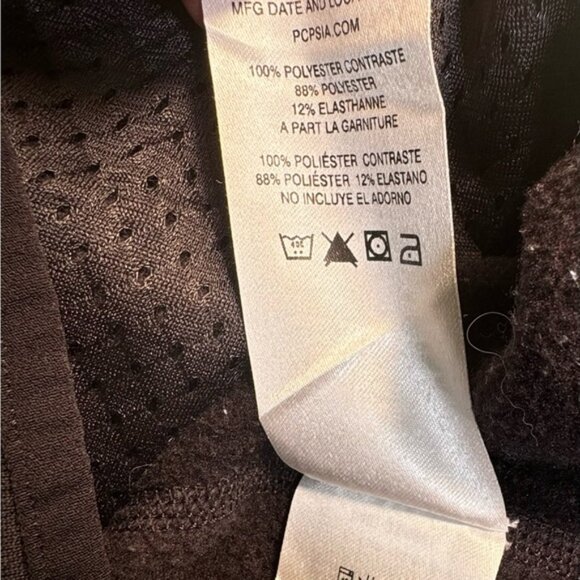 MFG DATE AND
PCPSIA.COM
100% POLYESTER CONTRASTE
88% POLYESTER
12% ELASTHANNE
A PART LA GARNITURE
100% POLIÉSTER CONTRASTE
88% POLIÉSTER 12% ELASTANO
NO INCLUYE EL ADORNO